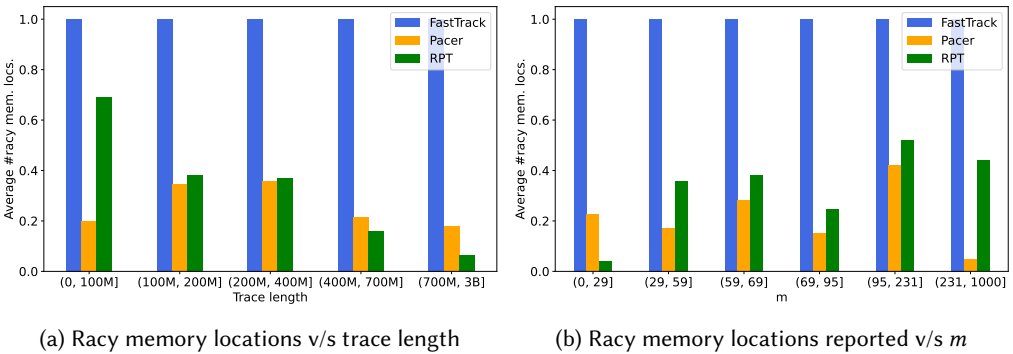 1.0
0.8
0.6
0.4
0.2
0.0
Average #racy mem. locs.
FastTrack
Pacer
RPT
(0, 100M]
(100M, 200M]
(200M, 400M]
(400M, 700M]
(700M, 3B]
Trace length
(a) Racy memory locations v/s trace length
1.0
0.8
0.6
0.4
0.2
0.0
Average #racy mem. locs.
FastTrack
Pacer
RPT
(0, 29]
(29, 59]
(59, 69]
(69, 95]
(95, 231]
(231, 1000]
m
(b) Racy memory locations reported v/s m